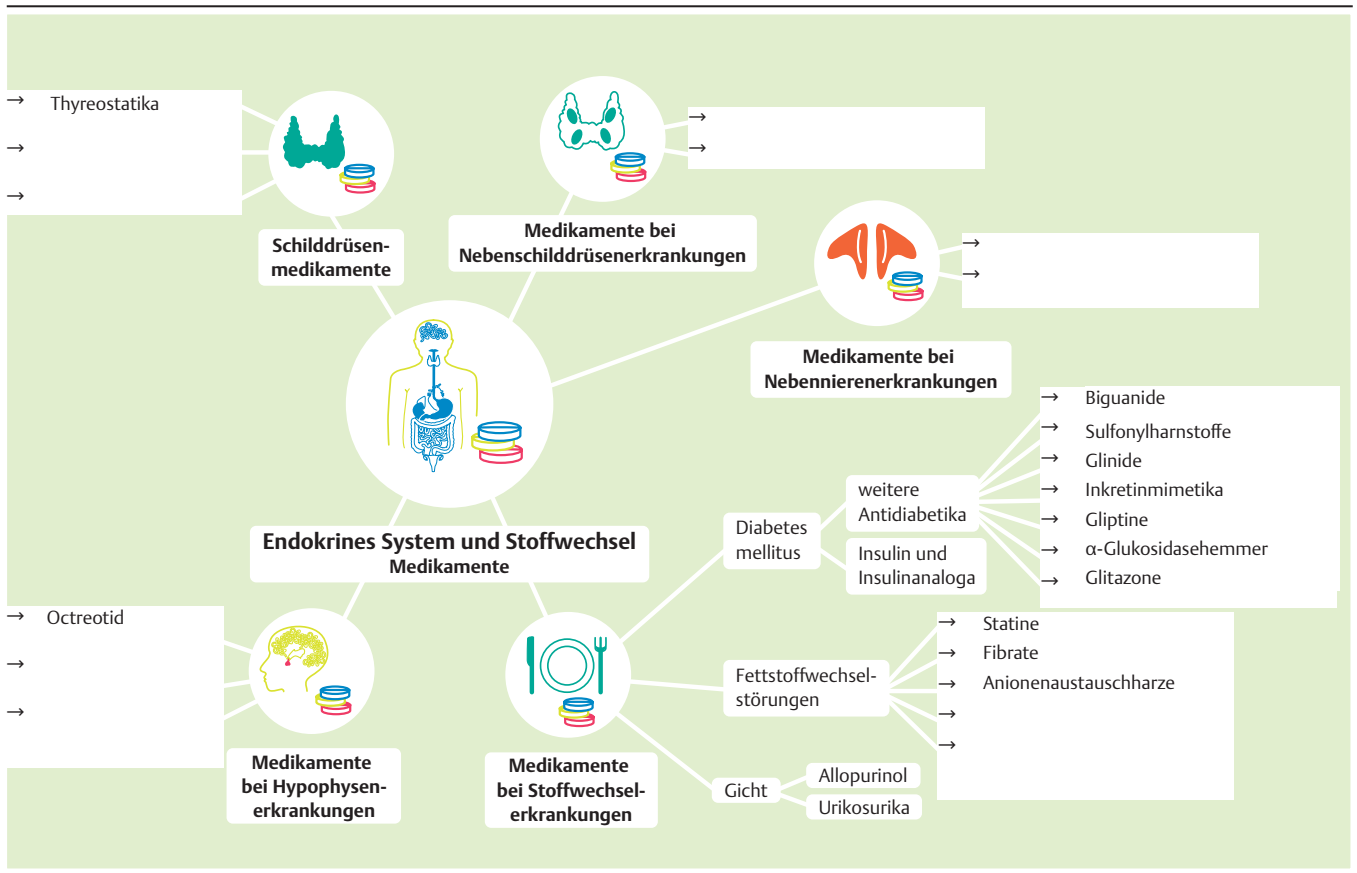 → Thyreostatika
→
→
Schilddrüsen-
medikamente
→
→
Medikamente bei
Nebenschilddrüsenerkrankungen
→
→
Medikamente bei
Nebennierenerkrankungen
Endokrines System und Stoffwechsel
Medikamente
→ Biguanide
→ Sulfonylharnstoffe
→ Glinide
→ Inkretinmimetika
→ Gliptine
→ α-Glukosidasehemmer
→ Glitazone
weitere
Antidiabetika
Diabetes
mellitus
Insulin und
Insulinanaloga
→ Octreotid
→
→
Medikamente
bei Hypophysen-
erkrankungen
Medikamente
bei Stoffwechsel-
erkrankungen
Fettstoffwechsel-
störungen
→ Statine
→ Fibrate
→ Anionenaustauschharze
→
→
Gicht
Allopurinol
Urikosurika